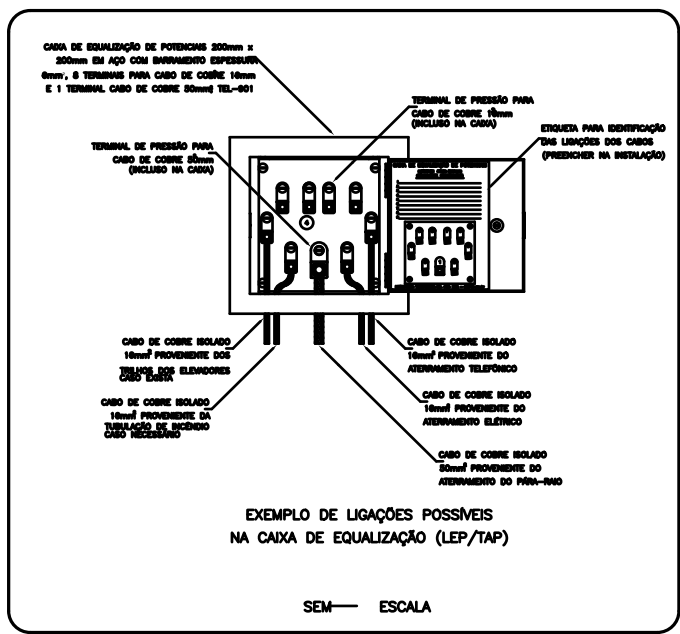 CAIXA DE EQUALIZAÇÃO DE POTENCIAIS 200mm x
200mm EM AÇO COM BARRAMENTO ESPESSURA
6mm, 8 TERMINAIS PARA CABO DE COBRE 16mm
E 1 TERMINAL CABO DE COBRE 50mm² TEL-901
TERMINAL DE PRESSÃO PARA
CABO DE COBRE 16mm
(INCLUSO NA CAIXA)
ETIQUETA PARA IDENTIFICAÇÃO
DAS LIGAÇÕES DOS CABOS
(PREENCHER NA INSTALAÇÃO)
TERMINAL DE PRESSÃO PARA
CABO DE COBRE 50mm
(INCLUSO NA CAIXA)
4
CABO DE COBRE ISOLADO
16mm² PROVENIENTE DOS
TRILHOS DOS ELEVADORES
CASO EXISTA
CABO DE COBRE ISOLADO
16mm² PROVENIENTE DO
ATERRAMENTO TELEFÔNICO
CABO DE COBRE ISOLADO
16mm² PROVENIENTE DA
TUBULAÇÃO DE INCÊNDIO
CASO NECESSÁRIO
CABO DE COBRE ISOLADO
16mm² PROVENIENTE DO
ATERRAMENTO ELÉTRICO
CABO DE COBRE ISOLADO
50mm² PROVENIENTE DO
ATERRAMENTO DO PÁRA-RAIO
EXEMPLO DE LIGAÇÕES POSSÍVEIS
NA CAIXA DE EQUALIZAÇÃO (LEP/TAP)
SEM ESCALA